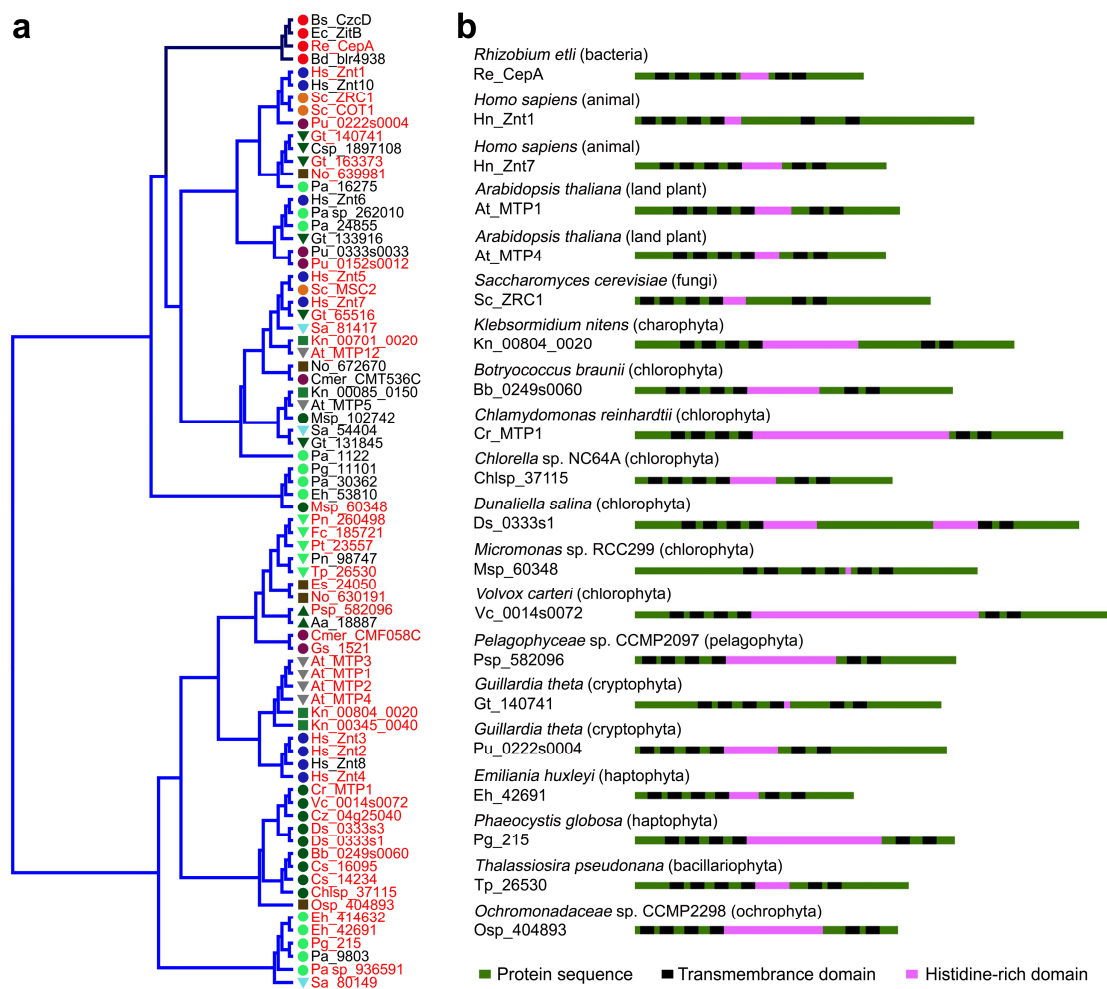 a
Bs_CzcD
Ec_ZitB
Re_CepA
Bd_blr4938
Hs_Znt1
Hs_Znt10
Sc_ZRC1
Sc_COT1
Pu_0222s0004
Gt_140741
Csp_1897108
Gt_163373
No_639981
Pa_16275
Hs_Znt6
Pa sp_262010
Pa_24855
Gt_133916
Pu_0333s0033
Pu_0152s0012
Hs_Znt5
Sc_MSC2
Hs_Znt7
Gt_65516
Sa_81417
Kn_00701_0020
At_MTP12
No_672670
Cmer_CMT536C
Kn_00085_0150
At_MTP5
Msp_102742
Sa_54404
Gt_131845
Pa_1122
Pg_11101
Pa_30362
Eh_53810
Msp_60348
Pn_260498
Fc_185721
Pt_23557
Pn_98747
Tp_26530
Es_24050
No_630191
Psp_582096
Aa_18887
Cmer_CMF058C
Gs_1521
At_MTP3
At_MTP1
At_MTP2
At_MTP4
Kn_00804_0020
Kn_00345_0040
Hs_Znt3
Hs_Znt2
Hs_Znt8
Hs_Znt4
Cr_MTP1
Vc_0014s0072
Cz_04g25040
Ds_0333s3
Ds_0333s1
Bb_0249s0060
Cs_16095
Cs_14234
Chlsp_37115
Osp_404893
Eh_414632
Eh_42691
Pg_215
Pa_9803
Pa sp_936591
Sa_80149
b
Rhizobium etli (bacteria)
Re_CepA
Homo sapiens (animal)
Hn_Znt1
Homo sapiens (animal)
Hn_Znt7
Arabidopsis thaliana (land plant)
At_MTP1
Arabidopsis thaliana (land plant)
At_MTP4
Saccharomyces cerevisiae (fungi)
Sc_ZRC1
Klebsormidium nitens (charophyta)
Kn_00804_0020
Botryococcus braunii (chlorophyta)
Bb_0249s0060
Chlamydomonas reinhardtii (chlorophyta)
Cr_MTP1
Chlorella sp. NC64A (chlorophyta)
Chlsp_37115
Dunaliella salina (chlorophyta)
Ds_0333s1
Micromonas sp. RCC299 (chlorophyta)
Msp_60348
Volvox carteri (chlorophyta)
Vc_0014s0072
Pelagophyceae sp. CCMP2097 (pelagophyta)
Psp_582096
Guillardia theta (cryptophyta)
Gt_140741
Guillardia theta (cryptophyta)
Pu_0222s0004
Emiliania huxleyi (haptophyta)
Eh_42691
Phaeocystis globosa (haptophyta)
Pg_215
Thalassiosira pseudonana (bacillariophyta)
Tp_26530
Ochromonadaceae sp. CCMP2298 (ochrophyta)
Osp_404893
Protein sequence Transmembrance domain Histidine-rich domain